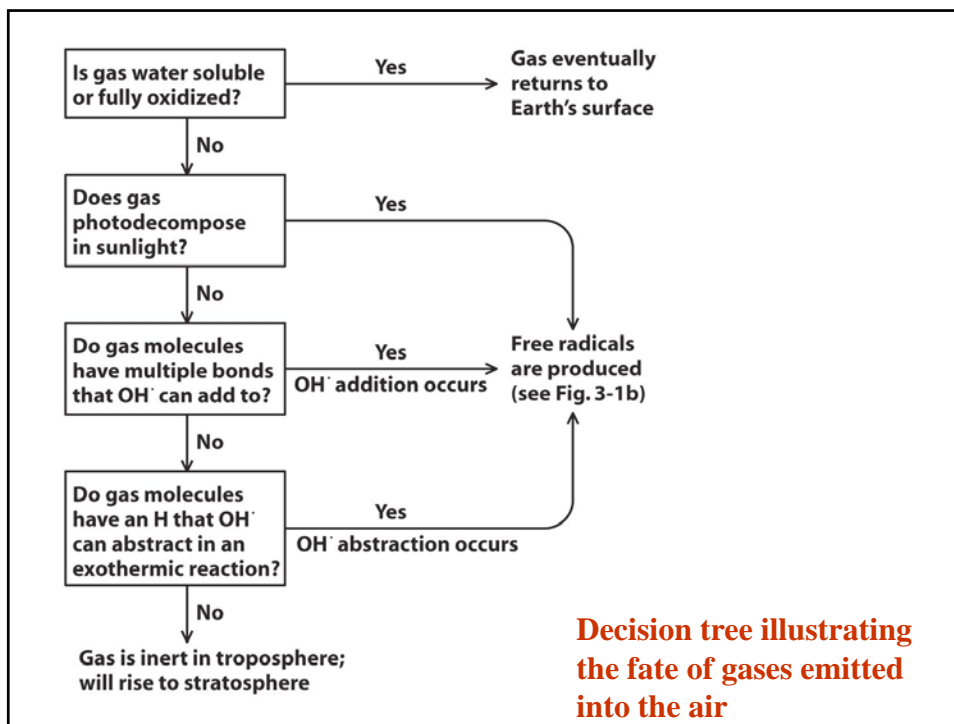 Is gas water soluble
or fully oxidized?
Yes
Gas eventually
returns to
Earth's surface
No
Does gas
photodecompose
in sunlight?
Yes
No
Do gas molecules
have multiple bonds
that OH˙ can add to?
Yes
OH˙ addition occurs
Free radicals
are produced
(see Fig. 3-1b)
No
Do gas molecules
have an H that OH˙
can abstract in an
exothermic reaction?
Yes
OH˙ abstraction occurs
No
Gas is inert in troposphere;
will rise to stratosphere
Decision tree illustrating
the fate of gases emitted
into the air